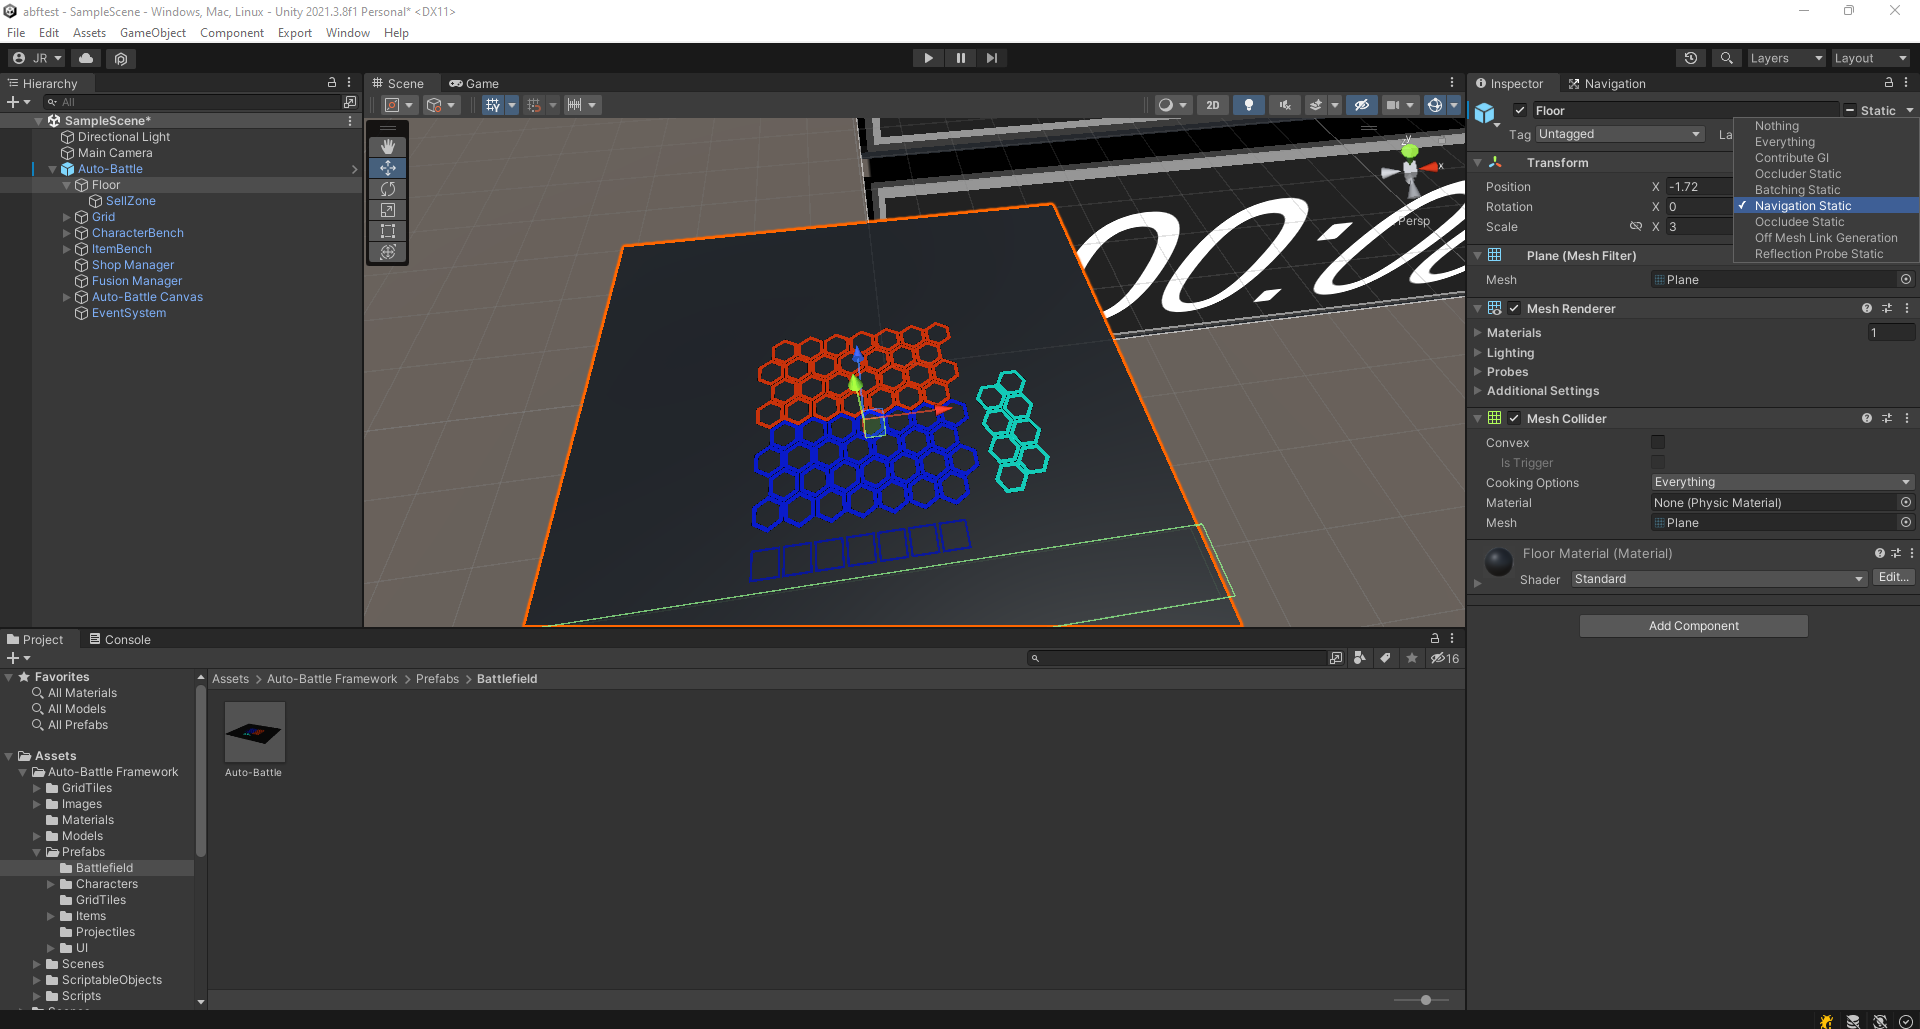 abftest - SampleScene - Windows, Mac, Linux - Unity 2021.3.8f1 Personal* <DX11>
File Edit Assets GameObject Component Export Window Help
JR
Layers
Layout
Hierarchy
All
SampleScene*
Directional Light
Main Camera
Auto-Battle
Floor
SellZone
Grid
CharacterBench
ItemBench
Shop Manager
Fusion Manager
Auto-Battle Canvas
EventSystem
Scene
Game
2D
y
x
Persp
00:0
Inspector
Navigation
Floor
Static
Tag Untagged
La
Nothing
Everything
Contribute GI
Occluder Static
Batching Static
Navigation Static
Occludee Static
Off Mesh Link Generation
Reflection Probe Static
Transform
Position X -1.72
Rotation X 0
Scale X 3
Plane (Mesh Filter)
Mesh Plane
Mesh Renderer
Materials 1
Lighting
Probes
Additional Settings
Mesh Collider
Convex
Is Trigger
Cooking Options Everything
Material None (Physic Material)
Mesh Plane
Floor Material (Material)
Shader Standard Edit...
Add Component
Project
Console
16
Favorites
All Materials
All Models
All Prefabs
Assets
Auto-Battle Framework
GridTiles
Images
Materials
Models
Prefabs
Battlefield
Characters
GridTiles
Items
Projectiles
UI
Scenes
ScriptableObjects
Scripts
Assets > Auto-Battle Framework > Prefabs > Battlefield
Auto-Battle